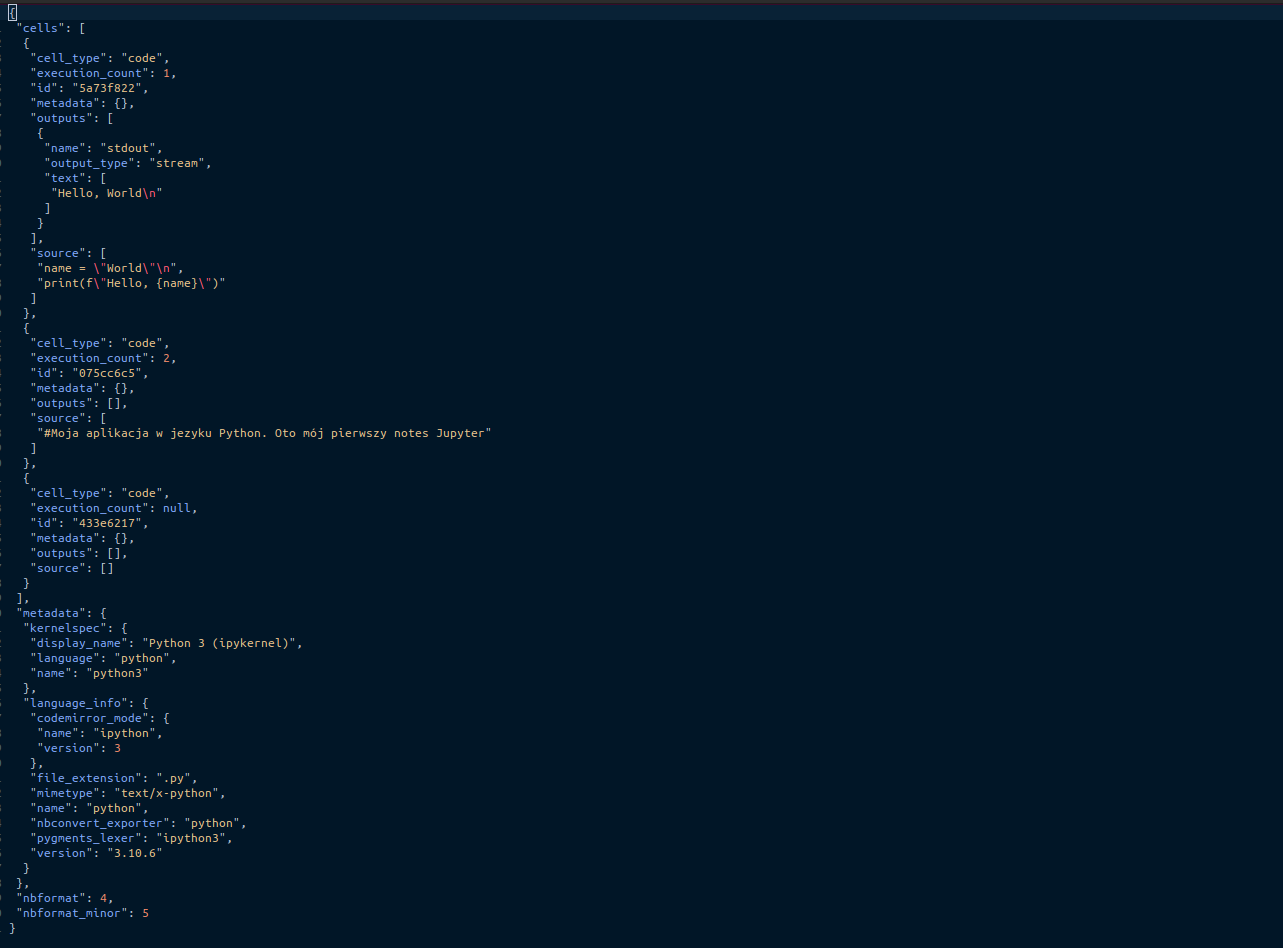 {
 "cells": [
  {
   "cell_type": "code",
   "execution_count": 1,
   "id": "5a73f822",
   "metadata": {},
   "outputs": [
    {
     "name": "stdout",
     "output_type": "stream",
     "text": [
      "Hello, World\n"
     ]
    }
   ],
   "source": [
    "name = \"World\"\n",
    "print(f\"Hello, {name}\")"
   ]
  },
  {
   "cell_type": "code",
   "execution_count": 2,
   "id": "075cc6c5",
   "metadata": {},
   "outputs": [],
   "source": [
    "#Moja aplikacja w jezyku Python. Oto mój pierwszy notes Jupyter"
   ]
  },
  {
   "cell_type": "code",
   "execution_count": null,
   "id": "433e6217",
   "metadata": {},
   "outputs": [],
   "source": []
  }
 ],
 "metadata": {
  "kernelspec": {
   "display_name": "Python 3 (ipykernel)",
   "language": "python",
   "name": "python3"
  },
  "language_info": {
   "codemirror_mode": {
    "name": "ipython",
    "version": 3
   },
   "file_extension": ".py",
   "mimetype": "text/x-python",
   "name": "python",
   "nbconvert_exporter": "python",
   "pygments_lexer": "ipython3",
   "version": "3.10.6"
  }
 },
 "nbformat": 4,
 "nbformat_minor": 5
}